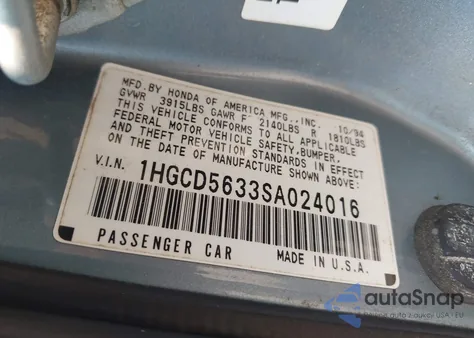 MFD. BY HONDA OF AMERICA MFG., INC. 10/94
GVWR 3915LBS GAWR F 2140LBS R 1810LBS
THIS VEHICLE CONFORMS TO ALL APPLICABLE
FEDERAL MOTOR VEHICLE SAFETY,BUMPER,
AND THEFT PREVENTION STANDARDS IN EFFECT
ON THE DATE OF MANUFACTURE SHOWN ABOVE.
V.I.N. 1HGCD5633SA024016
PASSENGER CAR MADE IN U.S.A.
autaSnap